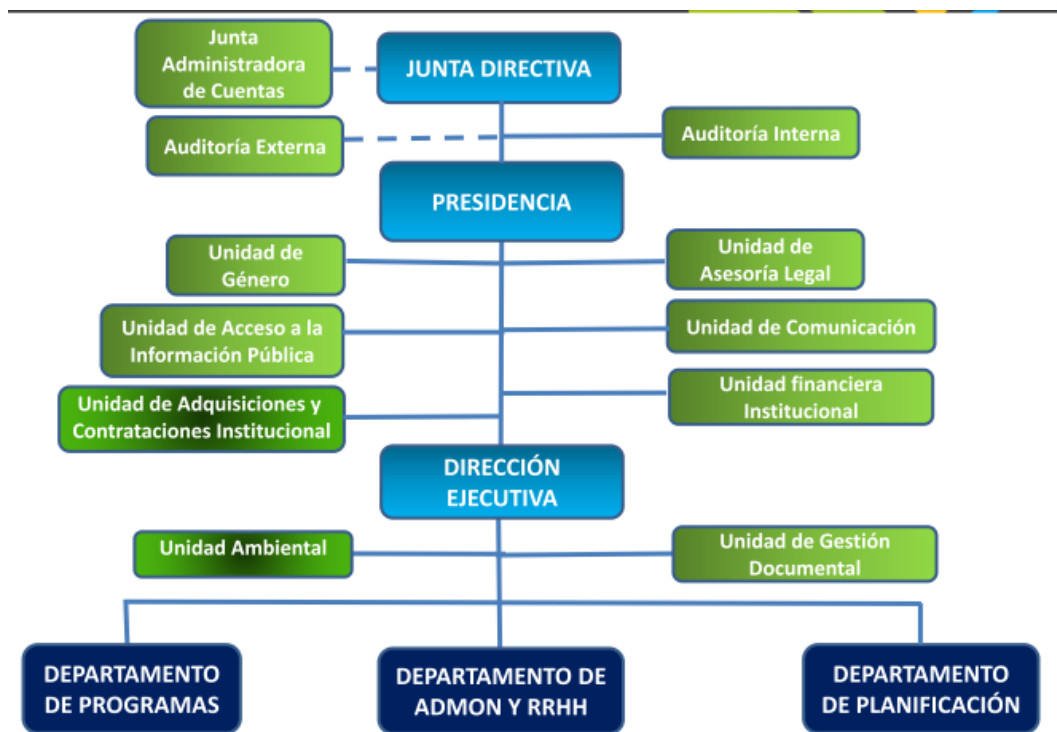 Junta
Administradora
de Cuentas
JUNTA DIRECTIVA
Auditoría Externa
Auditoría Interna
PRESIDENCIA
Unidad de
Género
Unidad de
Asesoría Legal
Unidad de Acceso a la
Información Pública
Unidad de Comunicación
Unidad de Adquisiciones y
Contrataciones Institucional
Unidad financiera
Institucional
DIRECCIÓN
EJECUTIVA
Unidad Ambiental
Unidad de Gestión
Documental
DEPARTAMENTO
DE PROGRAMAS
DEPARTAMENTO DE
ADMON Y RRHH
DEPARTAMENTO
DE PLANIFICACIÓN